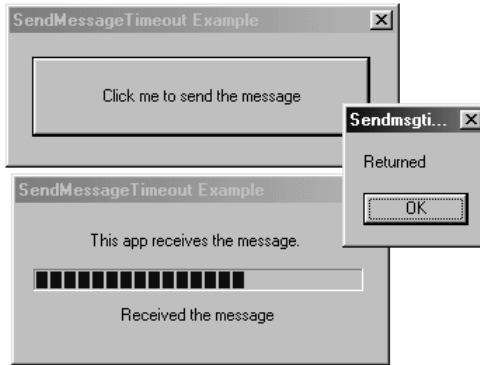 SendMessageTimeout Example
Click me to send the message
Sendmsgti...
Returned
OK
SendMessageTimeout Example
This app receives the message.
Received the message